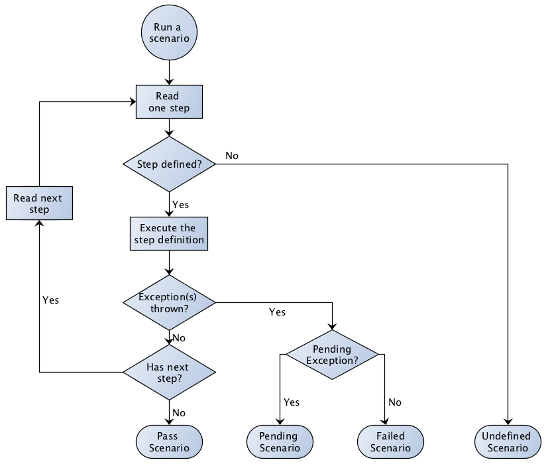 Run a
scenario
Read
one step
Step defined?
No
Read next
step
Yes
Execute the
step definition
Exception(s)
thrown?
Yes
Yes
No
Pending
Exception?
Has next
step?
Yes
No
No
Pass
Scenario
Pending
Scenario
Failed
Scenario
Undefined
Scenario